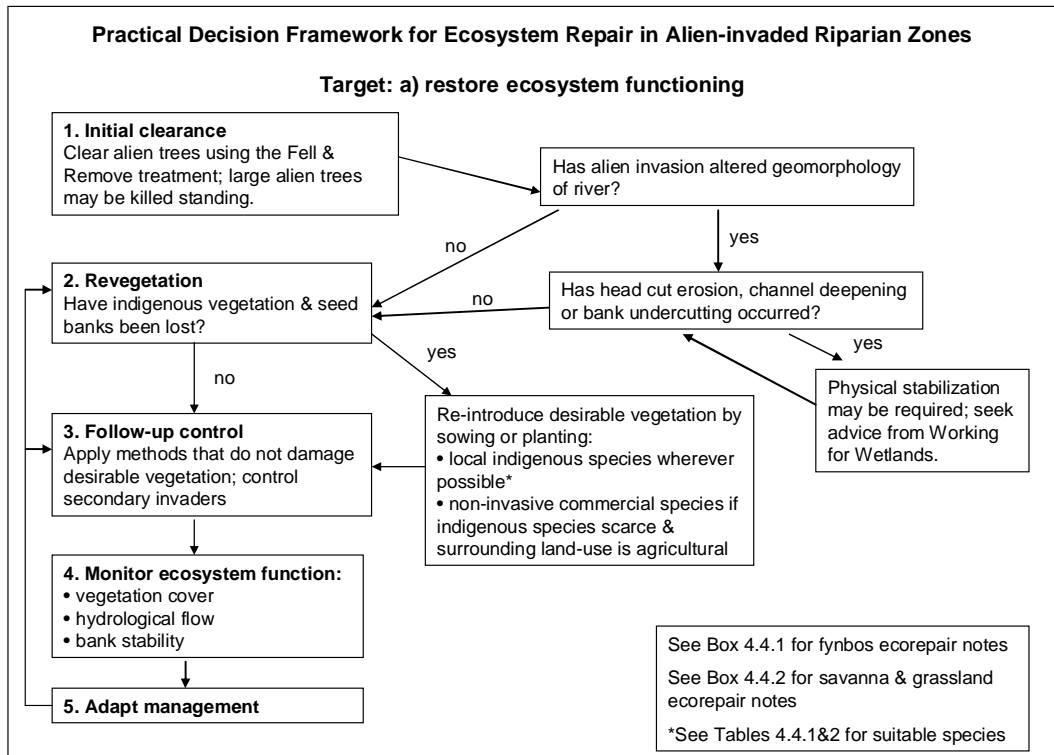 Practical Decision Framework for Ecosystem Repair in Alien-invaded Riparian Zones
Target: a) restore ecosystem functioning
1. Initial clearance
Clear alien trees using the Fell &
Remove treatment; large alien trees
may be killed standing.
Has alien invasion altered geomorphology
of river?
no
yes
2. Revegetation
Have indigenous vegetation & seed
banks been lost?
no
Has head cut erosion, channel deepening
or bank undercutting occurred?
yes
no
yes
Physical stabilization
may be required; seek
advice from Working
for Wetlands.
Re-introduce desirable vegetation by
sowing or planting:
• local indigenous species wherever
possible*
• non-invasive commercial species if
indigenous species scarce &
surrounding land-use is agricultural
3. Follow-up control
Apply methods that do not damage
desirable vegetation; control
secondary invaders
4. Monitor ecosystem function:
• vegetation cover
• hydrological flow
• bank stability
5. Adapt management
See Box 4.4.1 for fynbos ecorepair notes
See Box 4.4.2 for savanna & grassland
ecorepair notes
*See Tables 4.4.1&2 for suitable species